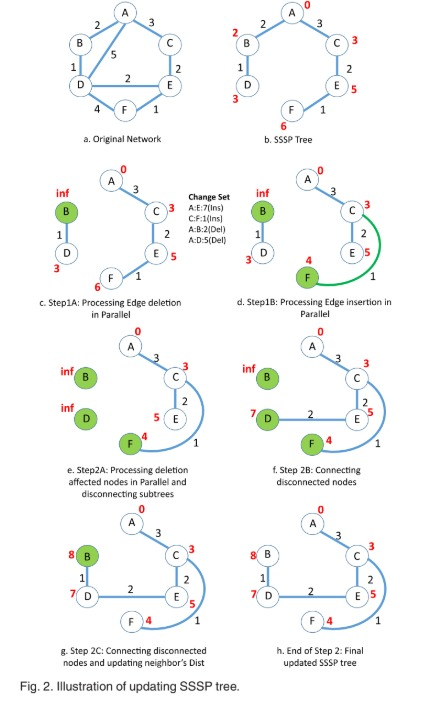 A 0
2 3
B C
5
1 2
D 2 E
4 F 1
a. Original Network
A 0
2 3
2 B C 3
1 2
D E 5
3
F 1
6
b. SSSP Tree
0
A
inf 3
B C 3
1 2
D E 5
3
6 F 1
c. Step1A: Processing Edge deletion
in Parallel
Change Set
A:E:7(Ins)
C:F:1(Ins)
A:B:2(Del)
A:D:5(Del)
0
A
inf 3
B C 3
1 2
D E 5
3 4
F 1
d. Step1B: Processing Edge insertion in
Parallel
0
A
3
inf B C 3
2
inf D 5 E
F 4 1
e. Step2A: Processing deletion
affected nodes in Parallel and
disconnecting subtrees
0
A
3
inf B C 3
2
7 D 2 E 5
F 4 1
f. Step 2B: Connecting
disconnected nodes
0
A
3
8 B C 3
1 2
7 D 2 E 5
F 4 1
g. Step 2C: Connecting disconnected
nodes and updating neighbor's Dist
0
A
3
8 B C 3
1 2
7 D 2 E 5
F 4 1
h. End of Step 2: Final
updated SSSP tree
Fig. 2. Illustration of updating SSSP tree.